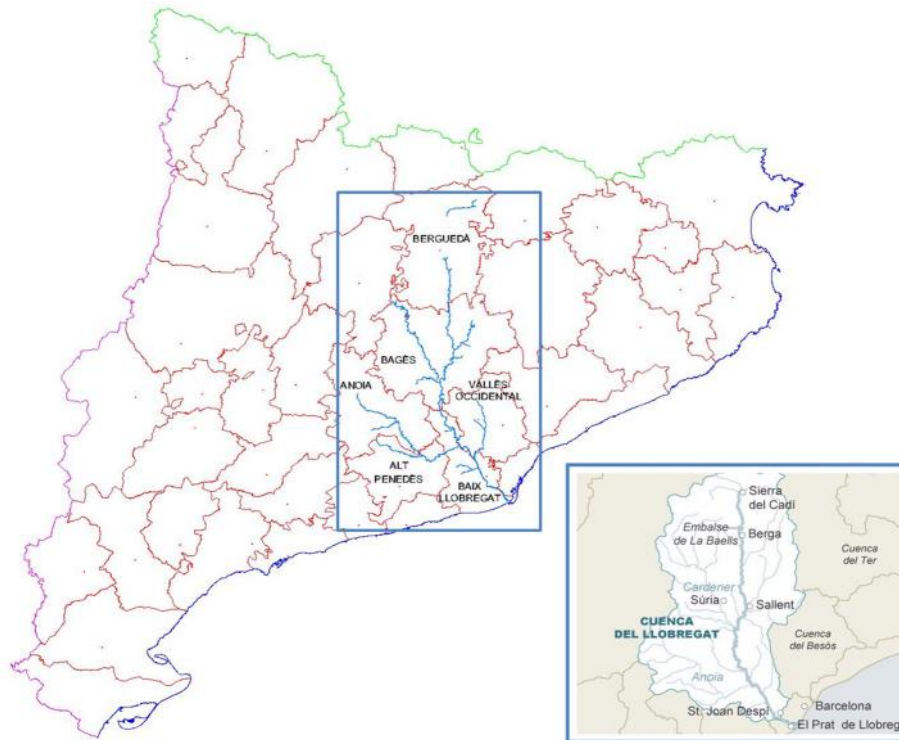 BERGUEDÀ
BAGÈS
ANOIA
VALLÈS
OCCIDENTAL
ALT
PENEDÈS
BAIX
LLOBREGAT
Sierra
del Cadí
Embalse
de La Baells
Berga
Cuenca
del Ter
Cardener
Súria
Sallent
CUENCA
DEL LLOBREGAT
Cuenca
del Besós
Anoia
St. Joan Despí
Barcelona
El Prat de Llobreg